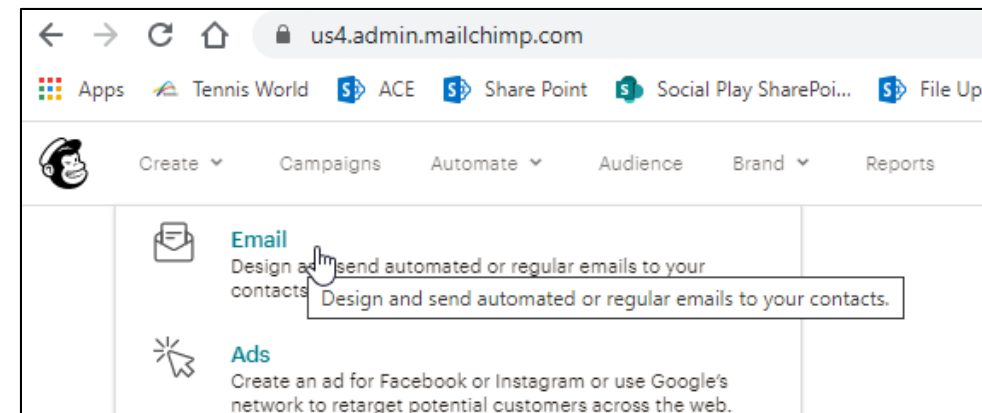 us4.admin.mailchimp.com
Apps Tennis World ACE Share Point Social Play SharePoi... File Up
Create Campaigns Automate Audience Brand Reports
Email
Design a send automated or regular emails to your
contacts
Design and send automated or regular emails to your contacts.
Ads
Create an ad for Facebook or Instagram or use Google's
network to retarget potential customers across the web.